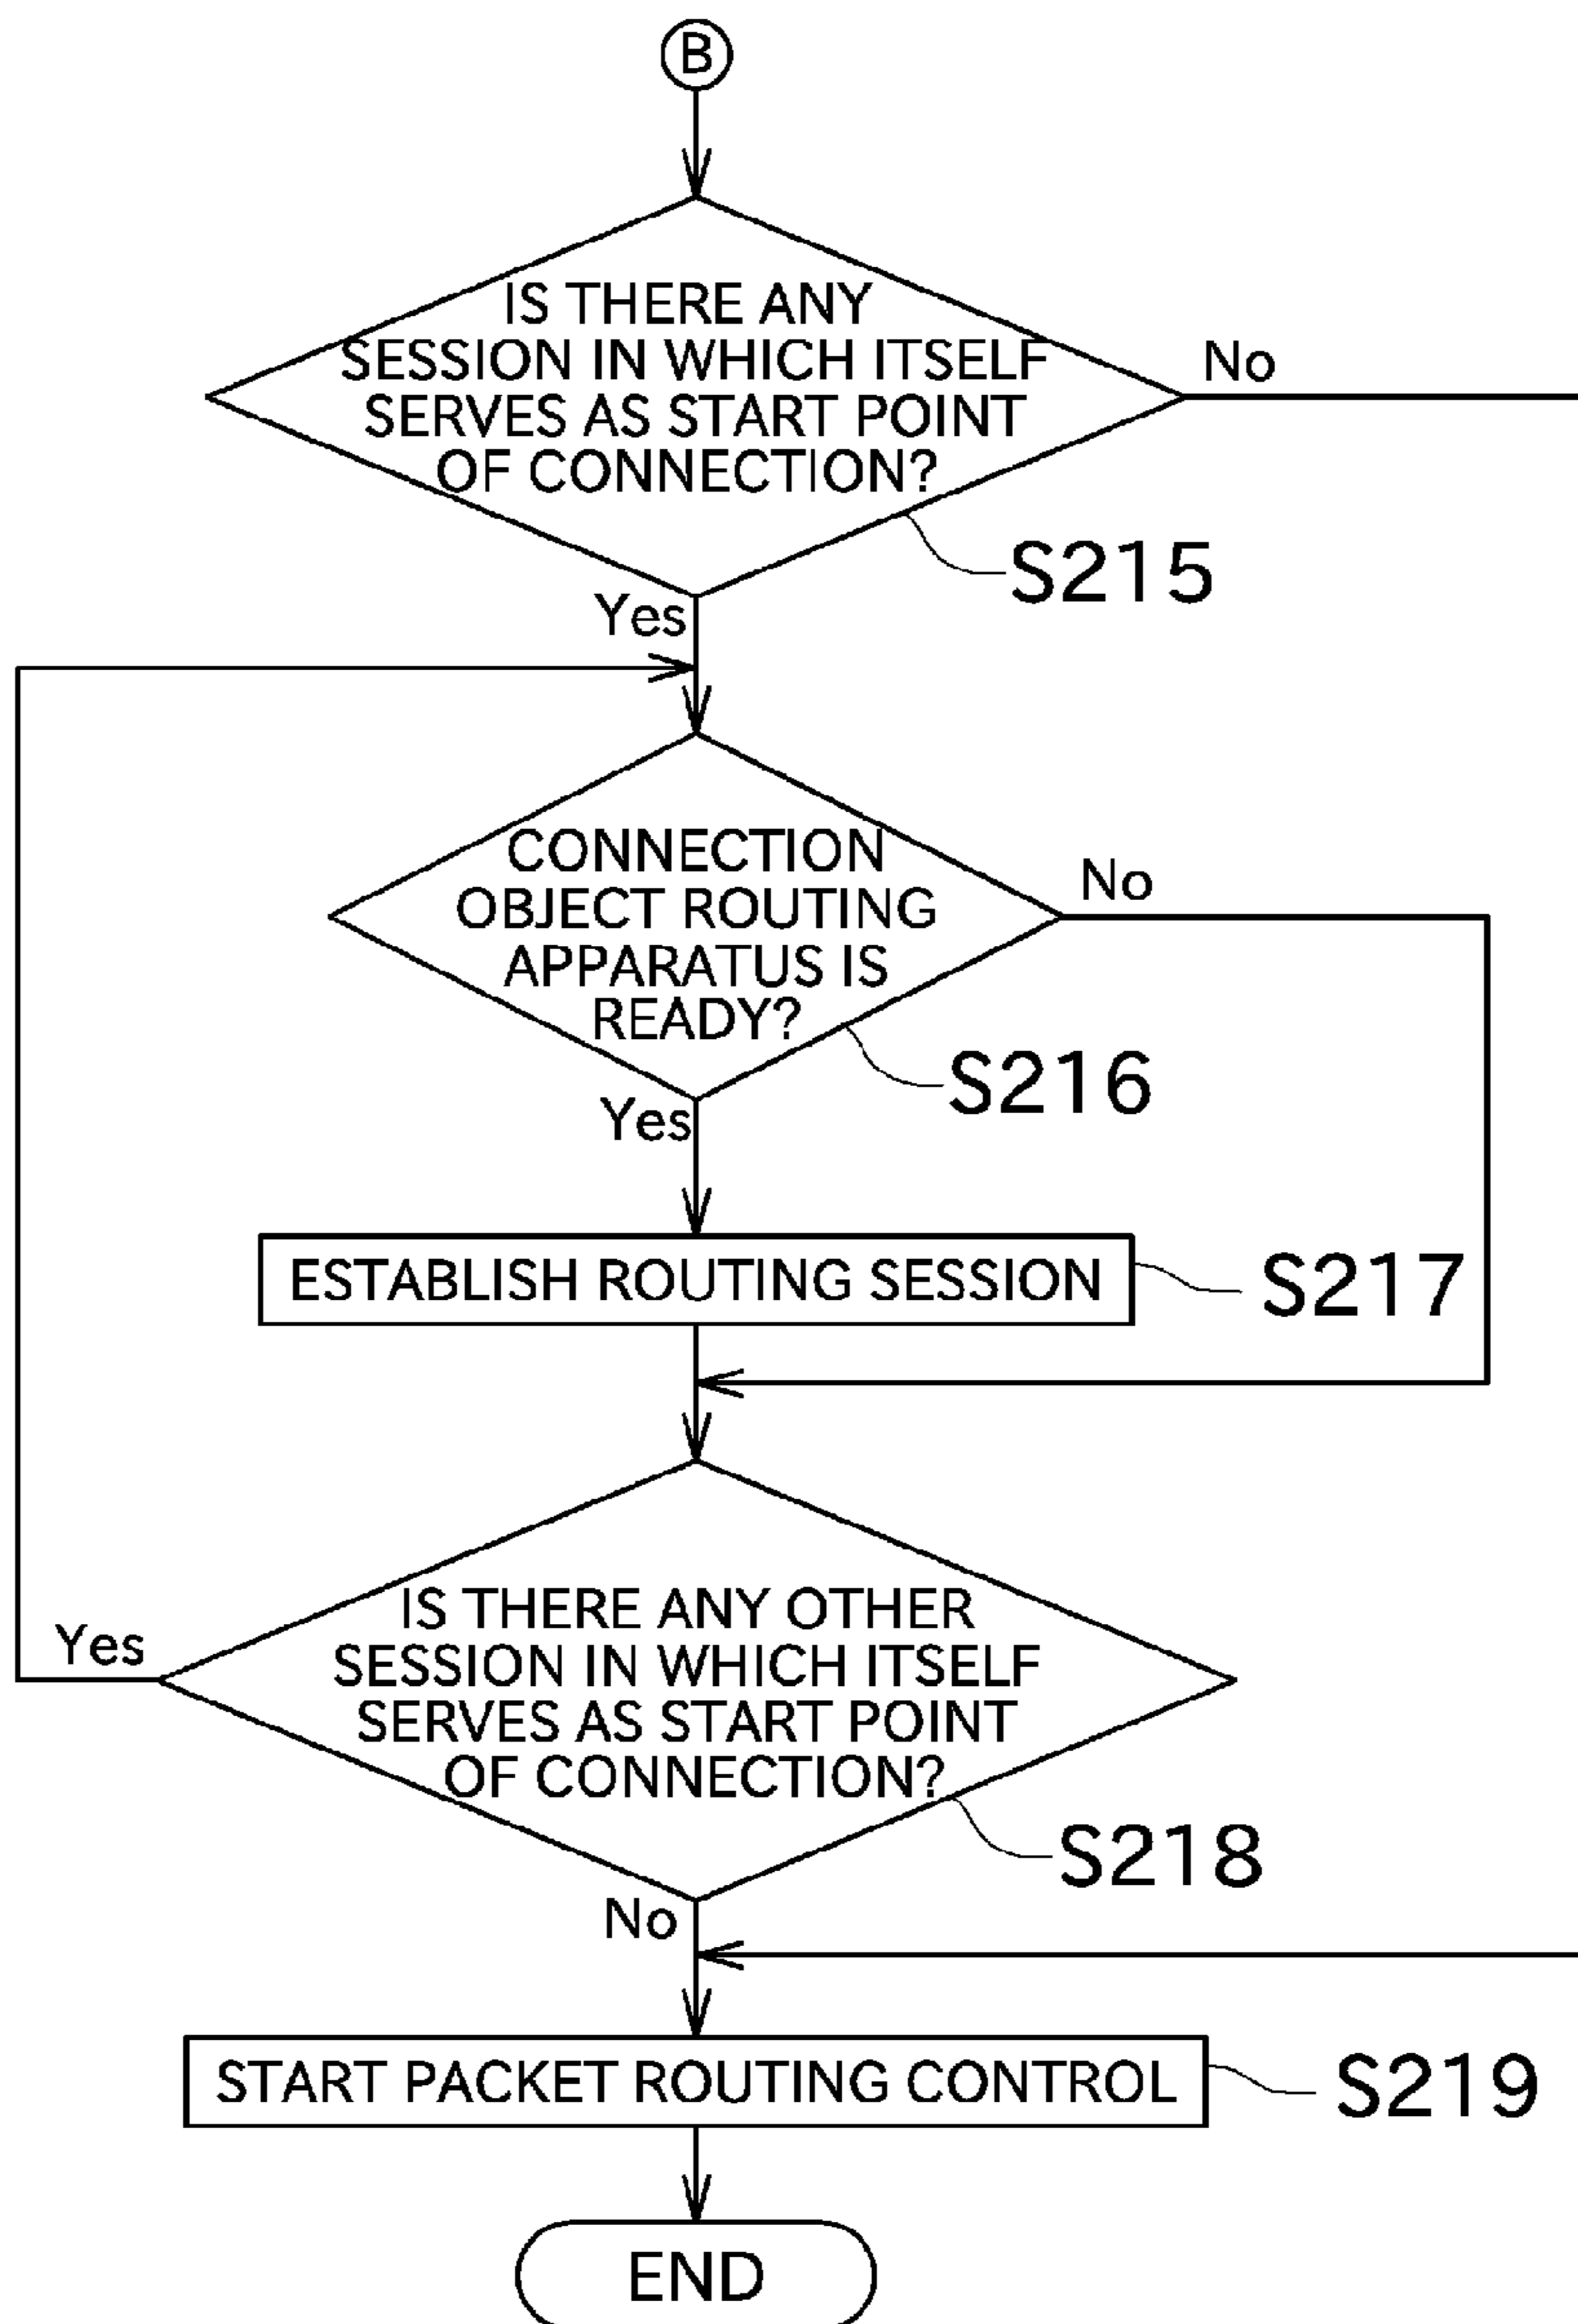 B
IS THERE ANY
SESSION IN WHICH ITSELF
SERVES AS START POINT
OF CONNECTION?
No
S215
Yes
CONNECTION
OBJECT ROUTING
APPARATUS IS
READY?
No
S216
Yes
ESTABLISH ROUTING SESSION
S217
IS THERE ANY OTHER
SESSION IN WHICH ITSELF
SERVES AS START POINT
OF CONNECTION?
Yes
S218
No
START PACKET ROUTING CONTROL
S219
END